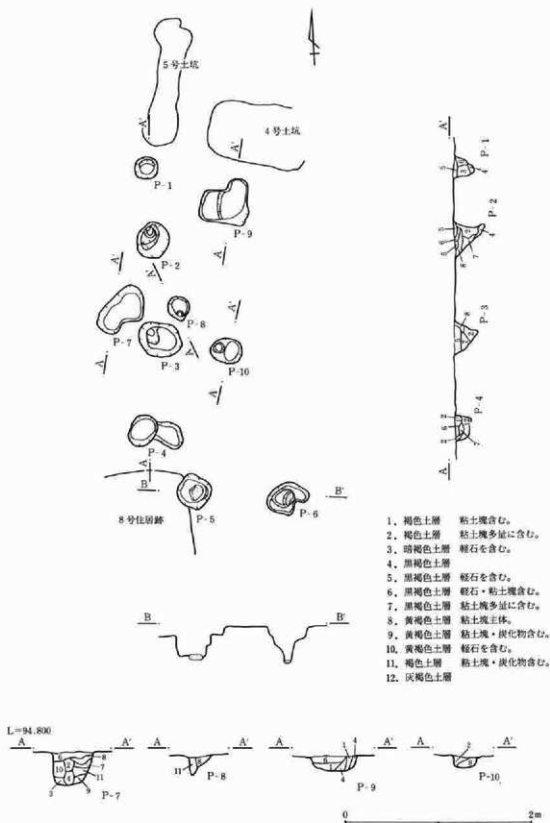 5号土坑
4号土坑
A'
A'
P-1
P-9
P-2
A'
A
A'
A
P-8
A'
P-7
P-3
A
A
P-10
A
P-4
A
B
P-5
P-6
B'
8号住居跡
A'
P-1
P-2
P-3
P-4
A
1. 褐色土層 粘土塊含む。
2. 褐色土層 粘土塊多量に含む。
3. 暗褐色土層 軽石を含む。
4. 黒褐色土層
5. 黒褐色土層 軽石を含む。
6. 黒褐色土層 軽石・粘土塊含む。
7. 黒褐色土層 粘土塊多量に含む。
8. 黄褐色土層 粘土塊主体。
9. 黄褐色土層 粘土塊・炭化物含む。
10. 黄褐色土層 軽石を含む。
11. 褐色土層 粘土塊・炭化物含む。
12. 灰褐色土層
B B'
L=94.800
A A' A A' A A' A A'
P-7 P-8 P-9 P-10
0 2m